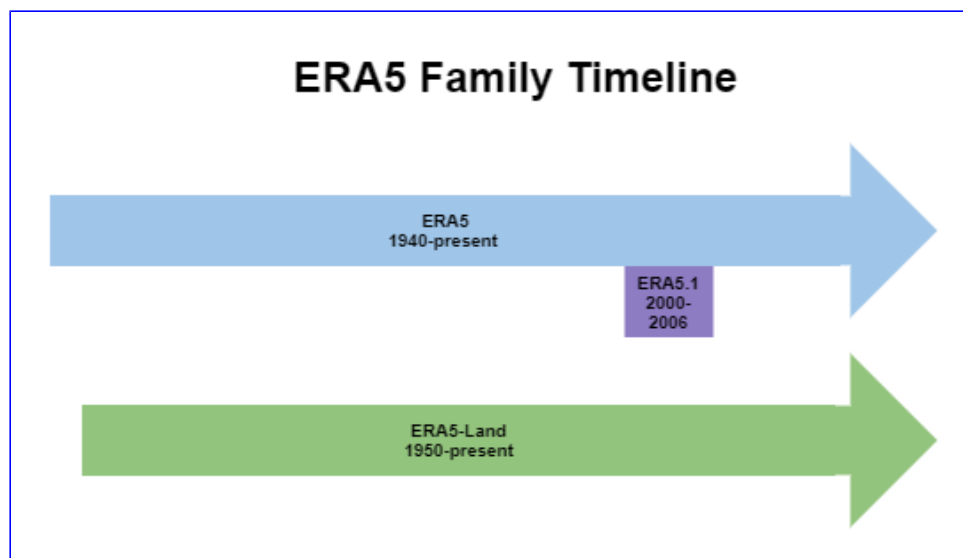 ERA5 Family Timeline
ERA5
1940-present
ERA5.1
2000-
2006
ERA5-Land
1950-present